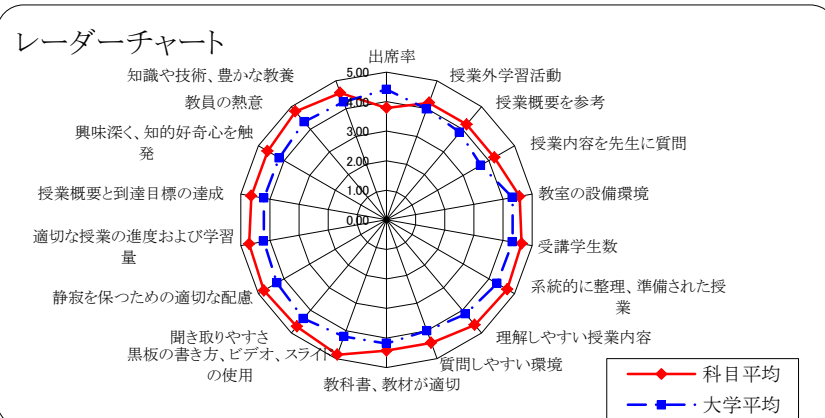 レーダーチャート
出席率
授業外学習活動
授業概要を参考
授業内容を先生に質問
教室の設備環境
受講学生数
系統的に整理、準備された授
業
理解しやすい授業内容
質問しやすい環境
教科書、教材が適切
黒板の書き方、ビデオ、スライド
の使用
聞き取りやすさ
静寂を保つための適切な配慮
適切な授業の進度および学習
量
授業概要と到達目標の達成
興味深く、知的好奇心を触
発
教員の熱意
知識や技術、豊かな教養
5.00
4.00
3.00
2.00
1.00
0.00
科目平均
大学平均